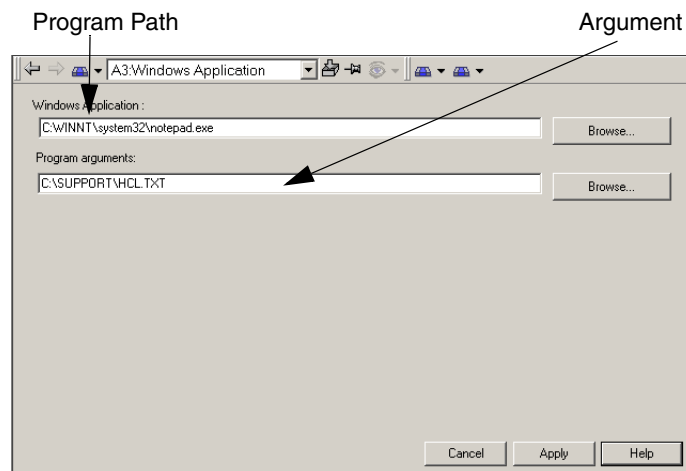 Program Path
Argument
A3:Windows Application
Windows Application :
C:WINNT\system32\notepad.exe
Browse...
Program arguments:
C:\SUPPORT\HCL.TXT
Browse...
Cancel
Apply
Help